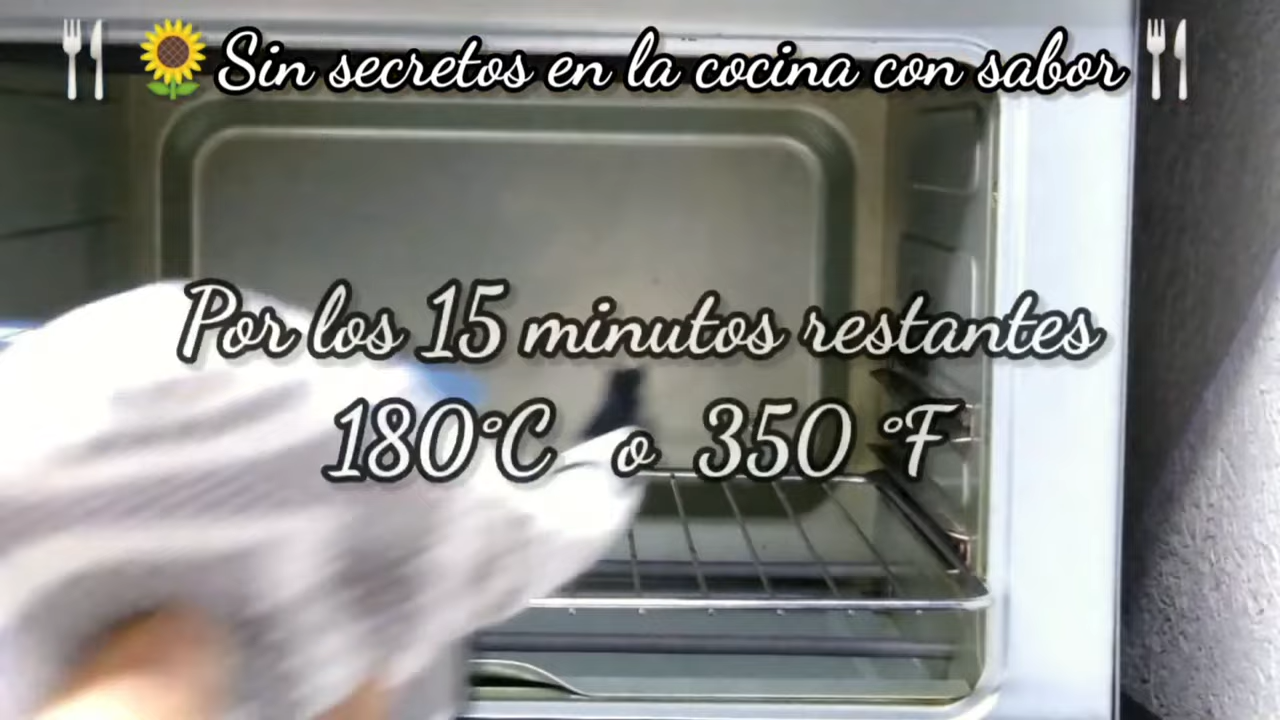 🍴🌻Sin secretos en la cocina con sabor🍴
Por los 15 minutos restantes
180°C o 350 °F